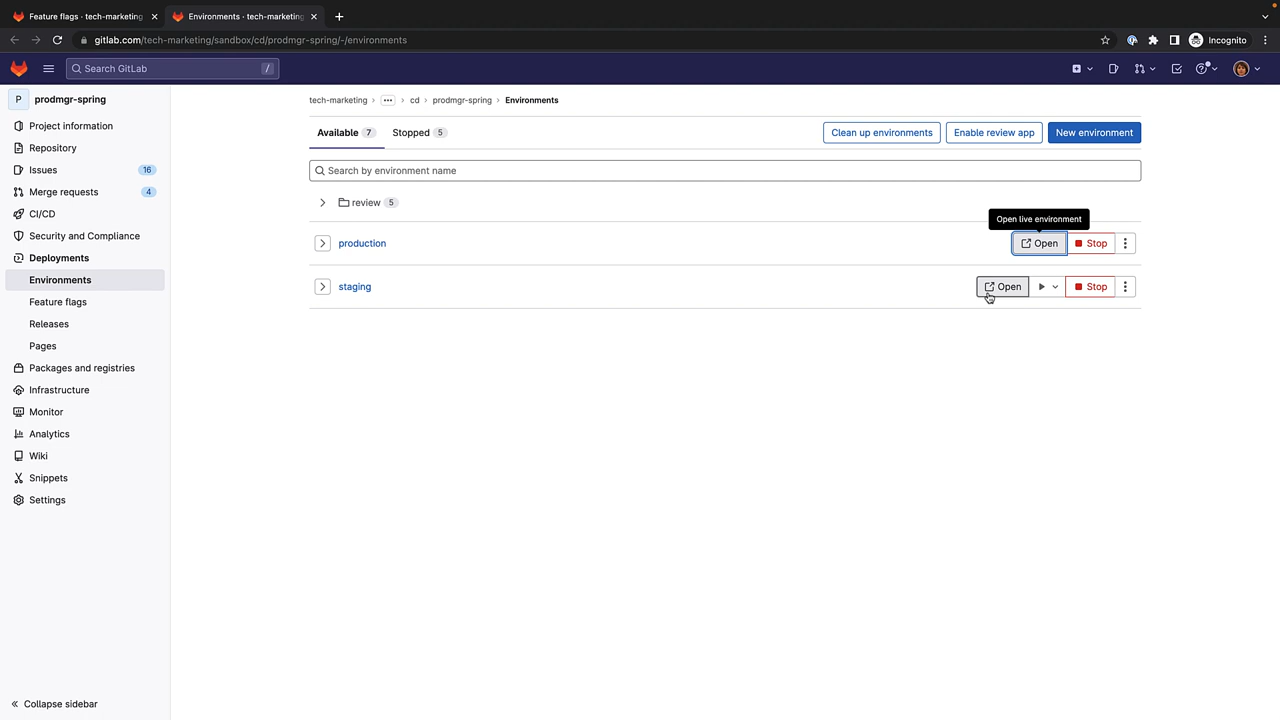 Feature flags · tech-marketing
Environments · tech-marketing
gitlab.com/tech-marketing/sandbox/cd/prodmgr-spring/-/environments
Incognito
Search GitLab /
P prodmgr-spring
Project information
Repository
Issues 16
Merge requests 4
CI/CD
Security and Compliance
Deployments
Environments
Feature flags
Releases
Pages
Packages and registries
Infrastructure
Monitor
Analytics
Wiki
Snippets
Settings
Collapse sidebar
tech-marketing › ... › cd › prodmgr-spring › Environments
Available 7 Stopped 5
Clean up environments Enable review app New environment
Search by environment name
review 5
Open live environment
production Open Stop
staging Open Stop